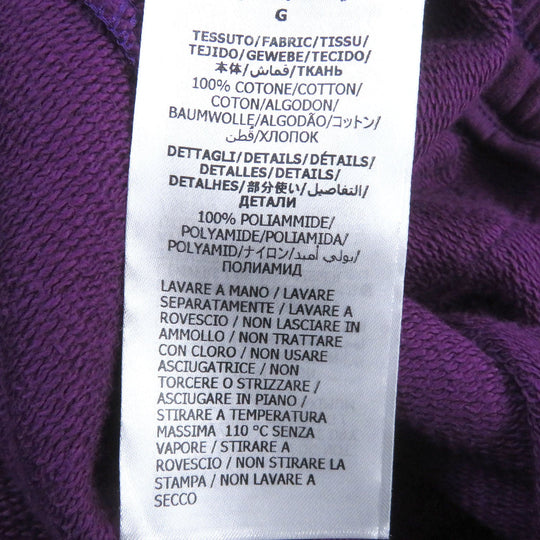 G
TESSUTO/FABRIC/TISSU/
TEJIDO/GEWEBE/TECIDO/
本体/قماش/ТКАНЬ
100% COTONE/COTTON/
COTON/ALGODON/
BAUMWOLLE/ALGODÃO/コットン/
قطن/ХЛОПОК
DETTAGLI/DETAILS/DÉTAILS/
DETALLES/DETAILS/
DETALHES/部分使い/التفاصيل/
ДЕТАЛИ
100% POLIAMMIDE/
POLYAMIDE/POLIAMIDA/
POLYAMID/ナイロン/بولي أميد/
ПОЛИАМИД
LAVARE A MANO / LAVARE
SEPARATAMENTE / LAVARE A
ROVESCIO / NON LASCIARE IN
AMMOLLO / NON TRATTARE
CON CLORO / NON USARE
ASCIUGATRICE / NON
TORCERE O STRIZZARE /
ASCIUGARE IN PIANO /
STIRARE A TEMPERATURA
MASSIMA 110 °C SENZA
VAPORE / STIRARE A
ROVESCIO / NON STIRARE LA
STAMPA / NON LAVARE A
SECCO